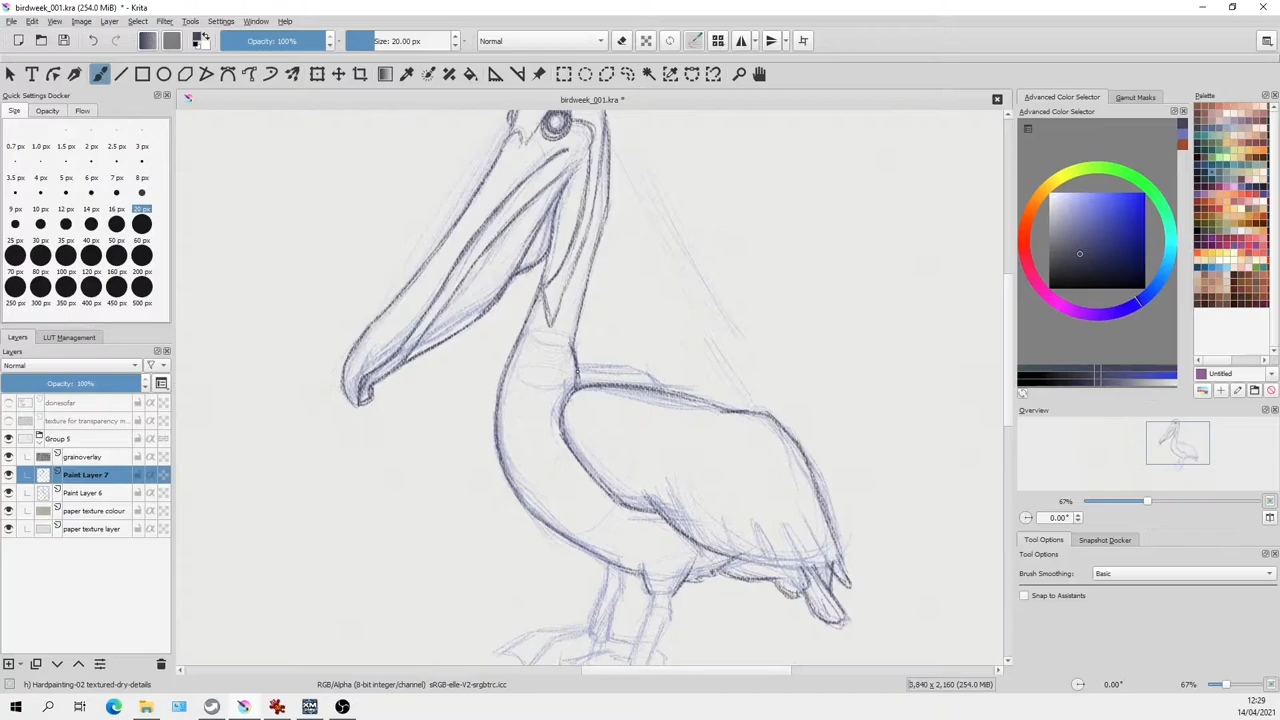 birdweek_001.kra (254.0 MiB) * - Krita
File Edit View Image Layer Select Filter Tools Settings Window Help
Opacity: 100% Size: 20.00 px Normal
Quick Settings Docker
birdweek_001.kra *
Advanced Color Selector Gamut Masks Palette
Size Opacity Flow
Advanced Color Selector
0.7 px 1.0 px 1.5 px 2 px 2.5 px 3 px
3.5 px 4 px 5 px 6 px 7 px 8 px
9 px 10 px 12 px 14 px 16 px 20 px
25 px 30 px 35 px 40 px 50 px 60 px
70 px 80 px 100 px 120 px 160 px 200 px
250 px 300 px 350 px 400 px 450 px 500 px
Layers LUT Management
Layers
Normal
Untitled
Opacity: 100%
donesofar
Overview
texture for transparency m...
Group 5
grainoverlay
Paint Layer 7
Paint Layer 6
67%
paper texture colour
0.00°
paper texture layer
Tool Options Snapshot Docker
Tool Options
Brush Smoothing: Basic
Snap to Assistants
h) Hardpainting-02 textured-dry-details RGB/Alpha (8-bit integer/channel) sRGB-elle-V2-srgbtrc.icc 3,840 x 2,160 (254.0 MiB) 0.00° 67%
12:29
14/04/2021